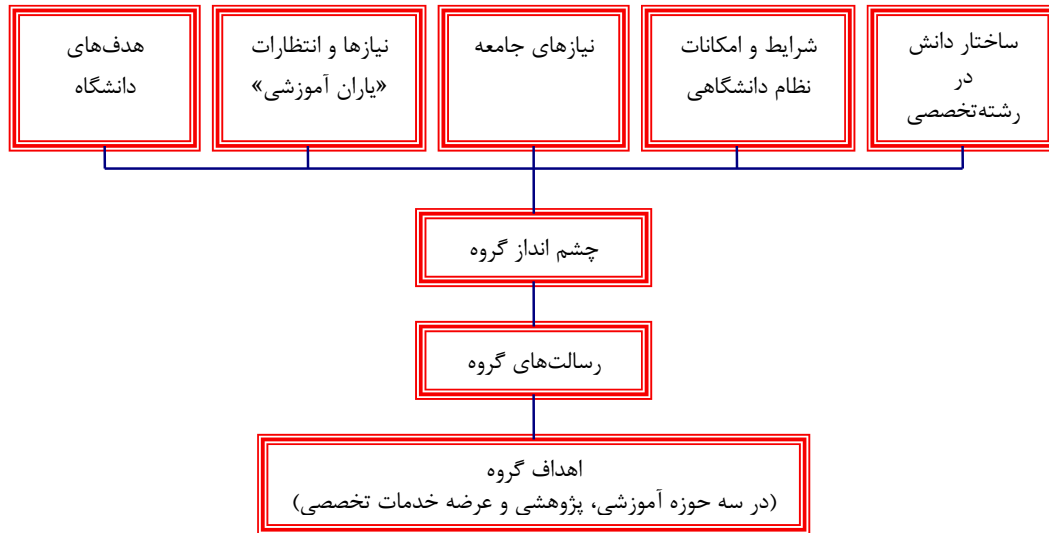 ساختار دانش
در
رشته‌تخصصی
شرایط و امکانات
نظام دانشگاهی
نیازهای جامعه
نیازها و انتظارات
«یاران آموزشی»
هدف‌های
دانشگاه
چشم انداز گروه
رسالت‌های گروه
اهداف گروه
(در سه حوزه آموزشی، پژوهشی و عرضه خدمات تخصصی)